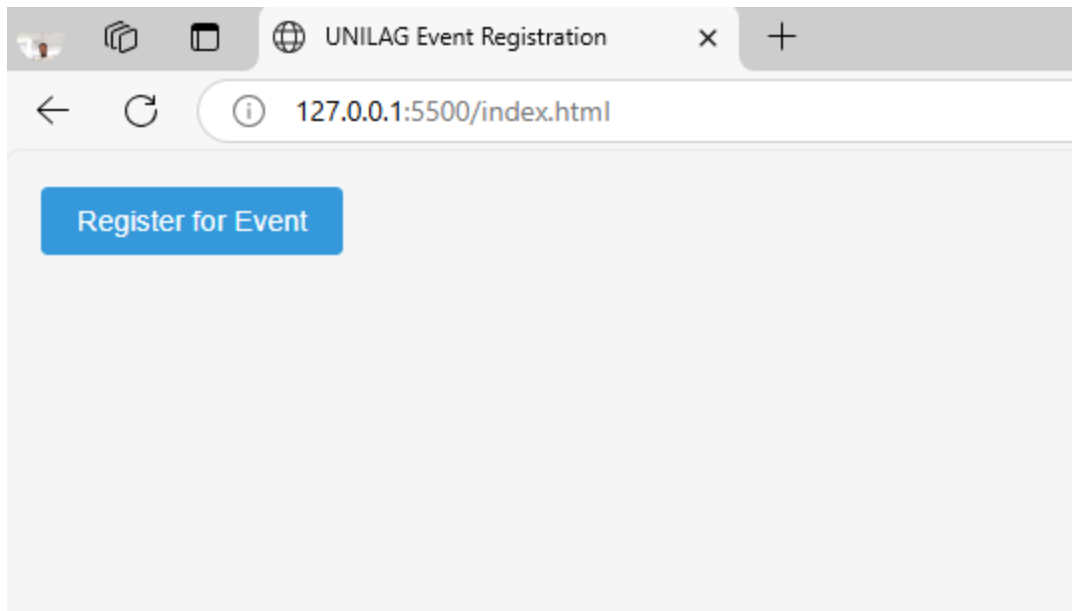 UNILAG Event Registration
127.0.0.1:5500/index.html
Register for Event